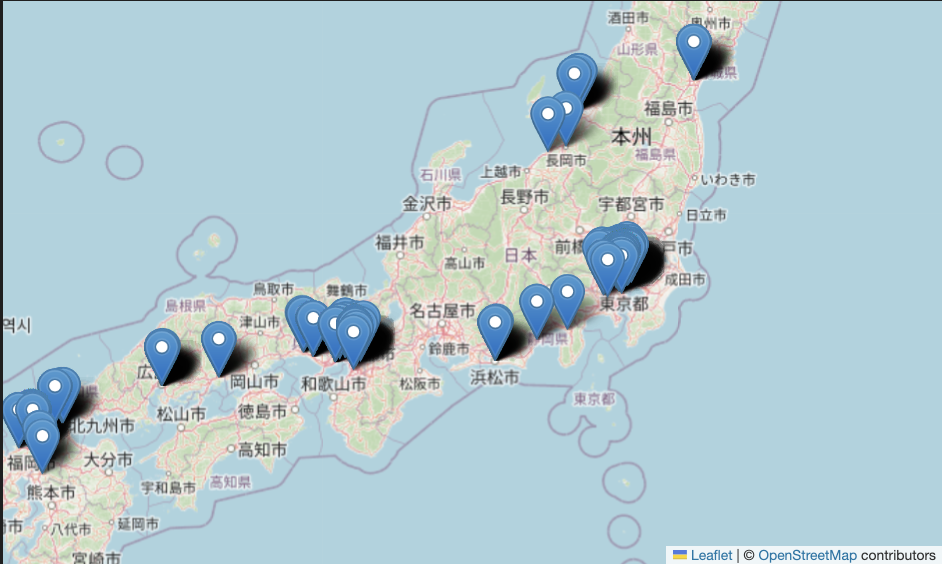 酒田市
奥州市
山形県
城県
福島市
本州
福島県
長岡市
上越市
いわき市
石川県
長野市
宇都宮市
金沢市
日立市
福井市
前橋
戸市
高山市
日本
成田市
鳥取市
舞鶴市
島根県
東京都
名古屋市
津山市
역시
岡県
鈴鹿市
広
岡山市
和歌山市
松阪市
浜松市
東京都
松山市
徳島市
北九州市
高知市
福岡
大分市
高知県
宇和島市
熊本市
八代市
延岡市
宮崎市
Leaflet | © OpenStreetMap contributors